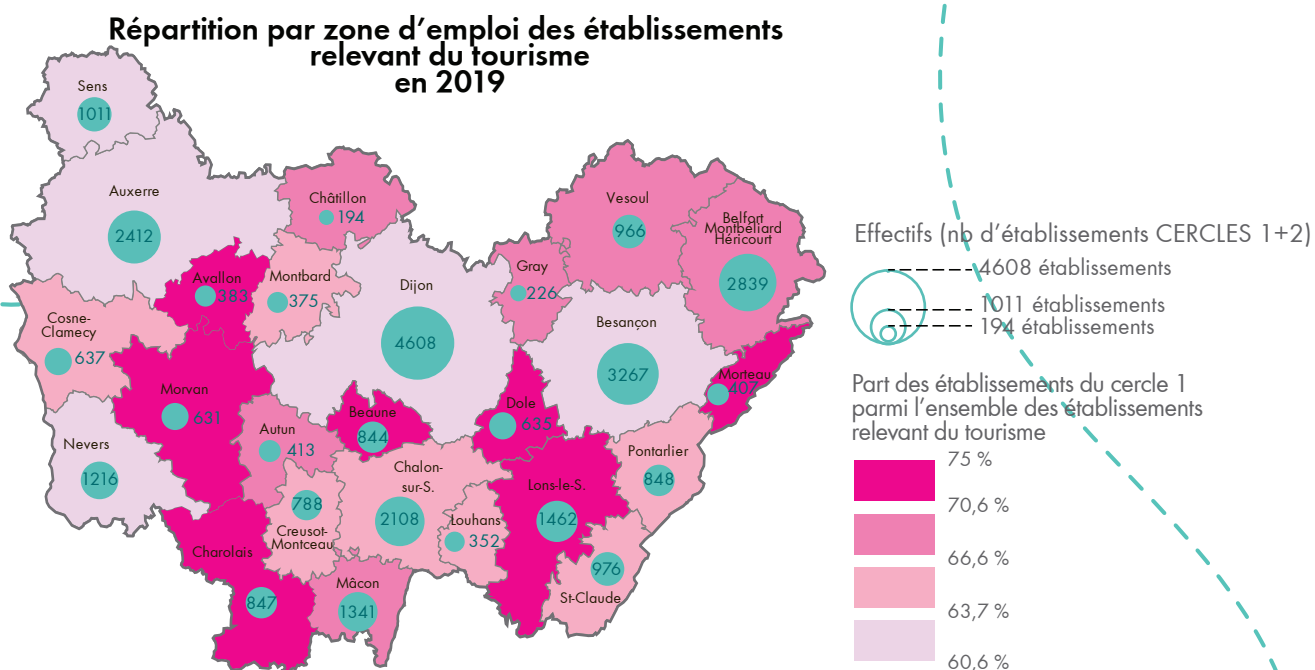 Répartition par zone d’emploi des établissements
relevant du tourisme
en 2019
Sens
1011
Auxerre
2412
Châtillon
194
Avallon
383
Montbard
375
Dijon
4608
Gray
226
Vesoul
966
Belfort
Montbéliard
Héricourt
2839
Besançon
3267
Cosne-
Clamecy
637
Morvan
631
Nevers
1216
Autun
413
Beaune
844
Dole
635
Morteau
407
Pontarlier
848
Chalon-
sur-S.
2108
Creusot-
Montceau
788
Louhans
352
Lons-le-S.
1462
976
St-Claude
Charolais
847
Mâcon
1341
Effectifs (nb d’établissements CERCLES 1+2)
4608 établissements
1011 établissements
194 établissements
Part des établissements du cercle 1
parmi l’ensemble des établissements
relevant du tourisme
75 %
70,6 %
66,6 %
63,7 %
60,6 %